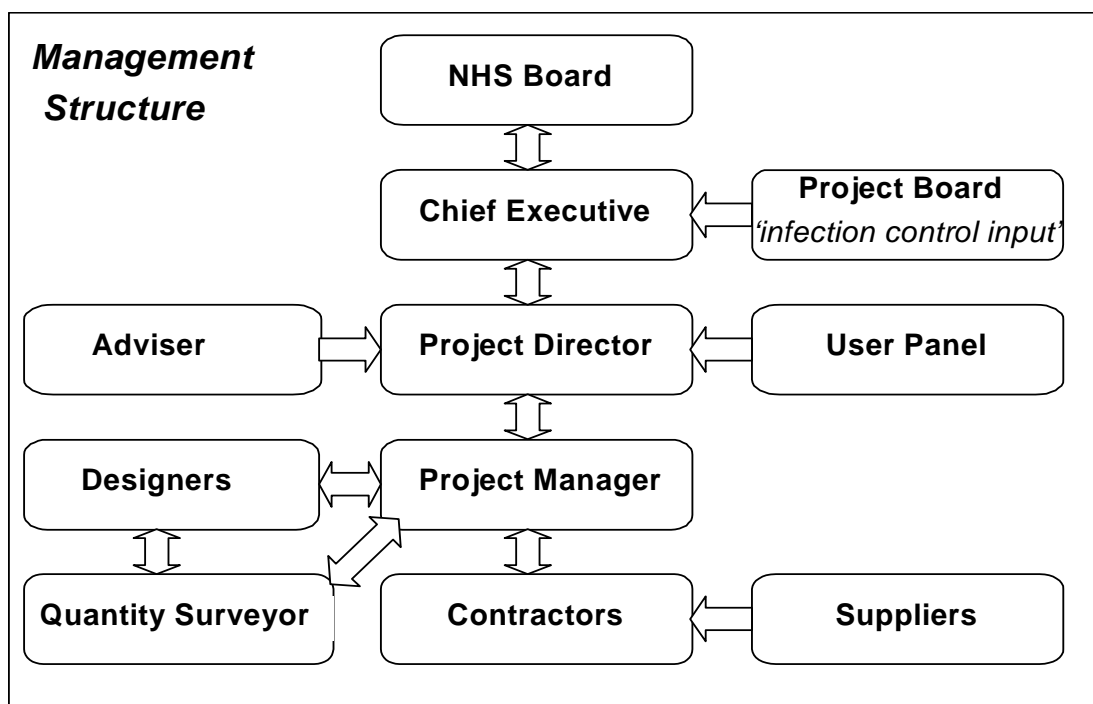 Management
Structure
NHS Board
Chief Executive
Project Board
‘infection control input’
Adviser
Project Director
User Panel
Designers
Project Manager
Quantity Surveyor
Contractors
Suppliers